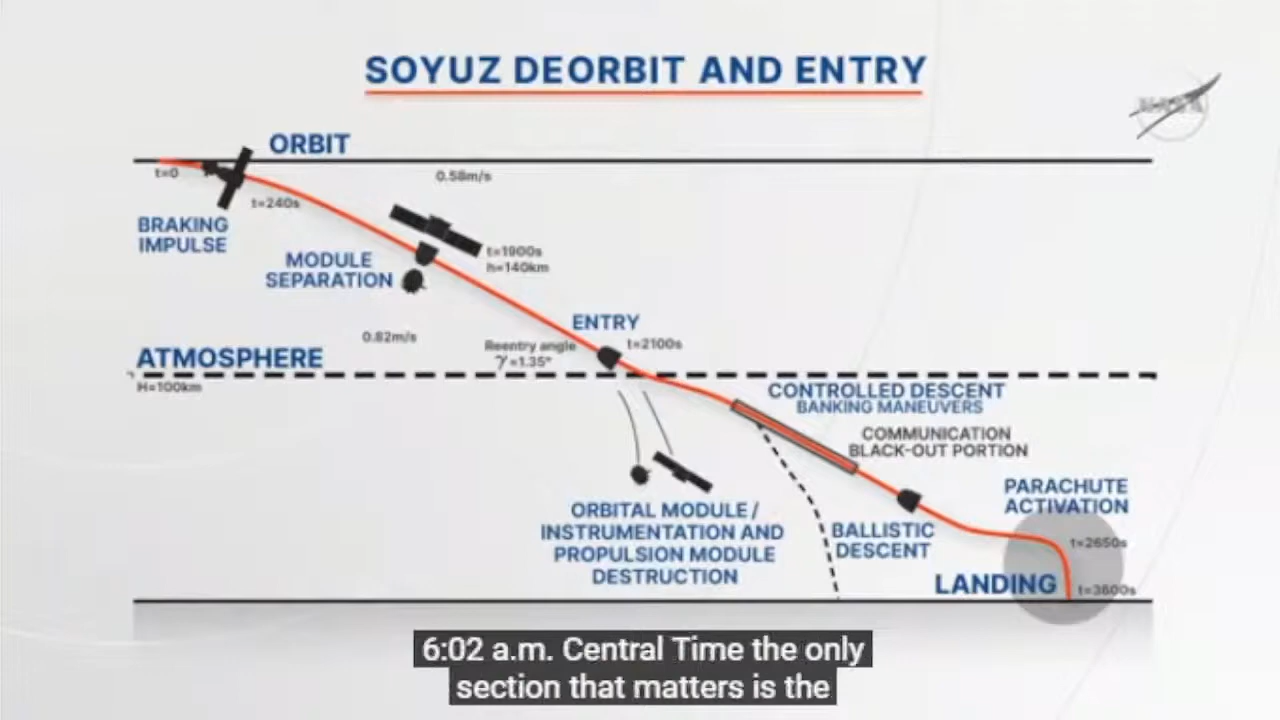 SOYUZ DEORBIT AND ENTRY
NASA
ORBIT
t=0
0.58m/s
t=240s
BRAKING
IMPULSE
MODULE
SEPARATION
t=1900s
h=140km
ENTRY
t=2100s
0.82m/s
Reentry angle
γ=1.35°
ATMOSPHERE
H=100km
CONTROLLED DESCENT
BANKING MANEUVERS
COMMUNICATION
BLACK-OUT PORTION
PARACHUTE
ACTIVATION
ORBITAL MODULE /
INSTRUMENTATION AND
PROPULSION MODULE
DESTRUCTION
BALLISTIC
DESCENT
t=2650s
LANDING
t=3600s
6:02 a.m. Central Time the only
section that matters is the